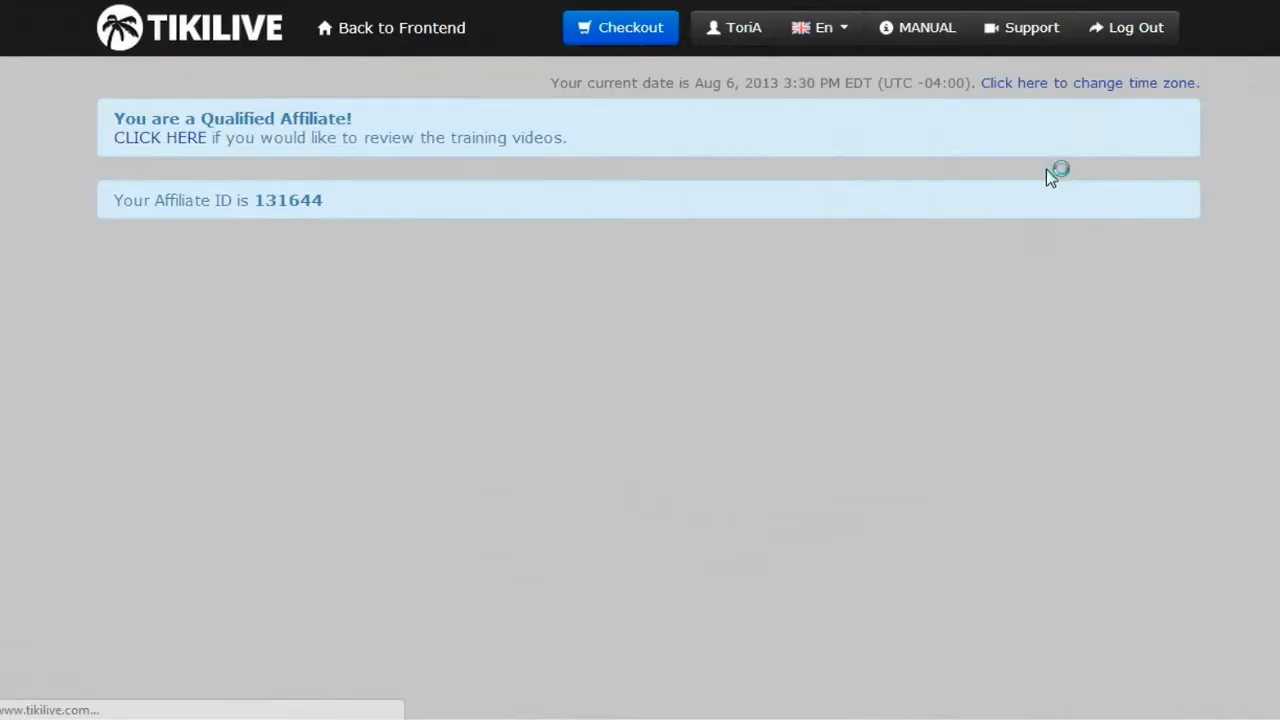 TIKILIVE Back to Frontend Checkout ToriA En MANUAL Support Log Out
Your current date is Aug 6, 2013 3:30 PM EDT (UTC -04:00). Click here to change time zone.
You are a Qualified Affiliate!
CLICK HERE if you would like to review the training videos.
Your Affiliate ID is 131644
www.tikilive.com...